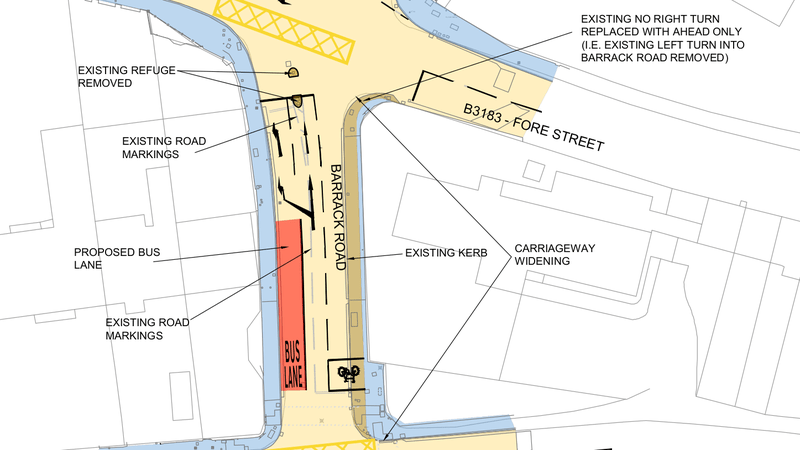 EXISTING NO RIGHT TURN
REPLACED WITH AHEAD ONLY
(I.E. EXISTING LEFT TURN INTO
BARRACK ROAD REMOVED)
EXISTING REFUGE
REMOVED
B3183 - FORE STREET
EXISTING ROAD
MARKINGS
BARRACK ROAD
PROPOSED BUS
LANE
EXISTING KERB
CARRIAGEWAY
WIDENING
EXISTING ROAD
MARKINGS
BUS
LANE